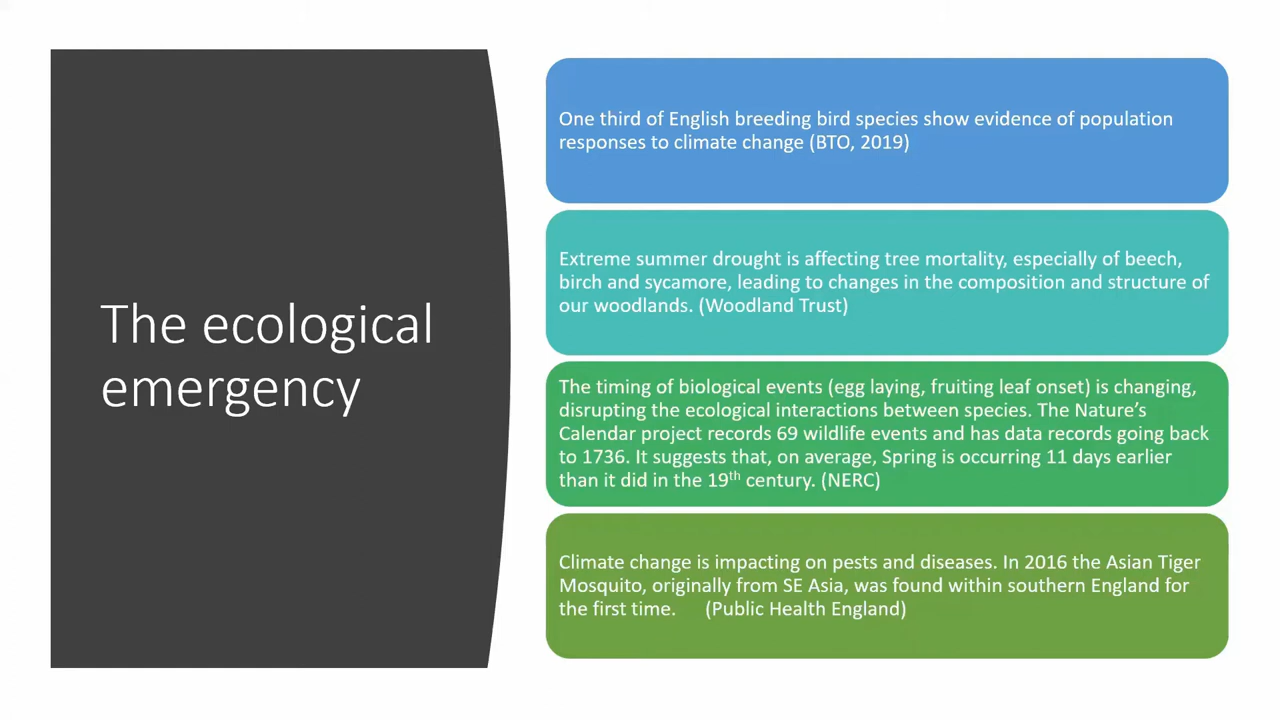 The ecological
emergency
One third of English breeding bird species show evidence of population
responses to climate change (BTO, 2019)
Extreme summer drought is affecting tree mortality, especially of beech,
birch and sycamore, leading to changes in the composition and structure of
our woodlands. (Woodland Trust)
The timing of biological events (egg laying, fruiting leaf onset) is changing,
disrupting the ecological interactions between species. The Nature’s
Calendar project records 69 wildlife events and has data records going back
to 1736. It suggests that, on average, Spring is occurring 11 days earlier
than it did in the 19th century. (NERC)
Climate change is impacting on pests and diseases. In 2016 the Asian Tiger
Mosquito, originally from SE Asia, was found within southern England for
the first time. (Public Health England)